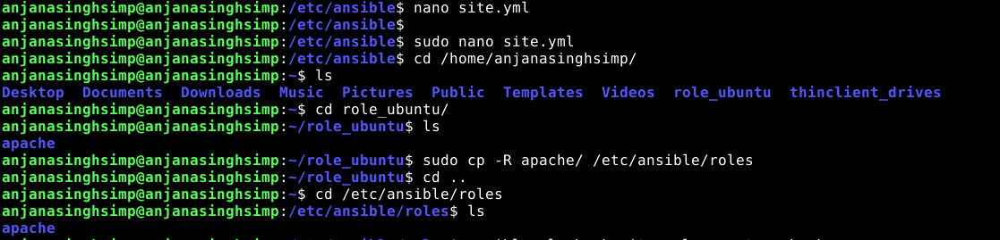 anjanasinghsimp@anjanasinghsimp:/etc/ansible$ nano site.yml
anjanasinghsimp@anjanasinghsimp:/etc/ansible$
anjanasinghsimp@anjanasinghsimp:/etc/ansible$ sudo nano site.yml
anjanasinghsimp@anjanasinghsimp:/etc/ansible$ cd /home/anjanasinghsimp/
anjanasinghsimp@anjanasinghsimp:~$ ls
Desktop  Documents  Downloads  Music  Pictures  Public  Templates  Videos  role_ubuntu  thinclient_drives
anjanasinghsimp@anjanasinghsimp:~$ cd role_ubuntu/
anjanasinghsimp@anjanasinghsimp:~/role_ubuntu$ ls
apache
anjanasinghsimp@anjanasinghsimp:~/role_ubuntu$ sudo cp -R apache/ /etc/ansible/roles
anjanasinghsimp@anjanasinghsimp:~/role_ubuntu$ cd ..
anjanasinghsimp@anjanasinghsimp:~$ cd /etc/ansible/roles
anjanasinghsimp@anjanasinghsimp:/etc/ansible/roles$ ls
apache